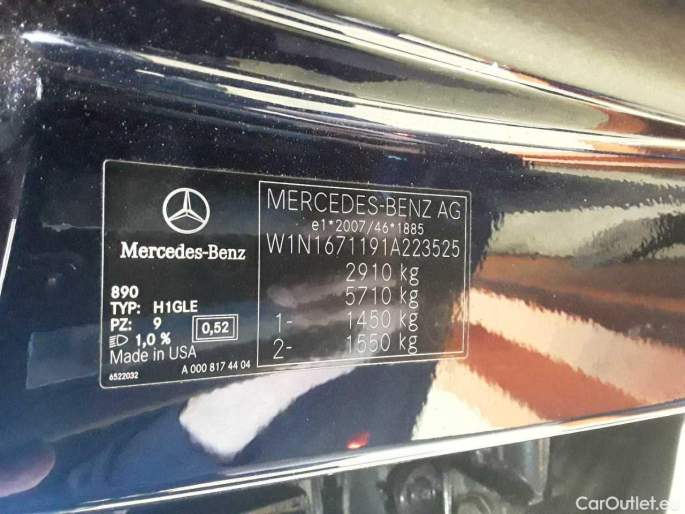 Mercedes-Benz
890
TYP: H1GLE
PZ: 9 0,52
1,0 %
Made in USA
6522032 A 000 817 44 04
MERCEDES-BENZ AG
e1*2007/46*1885
W1N1671191A223525
2910 kg
5710 kg
1- 1450 kg
2- 1550 kg
CarOutlet.eu